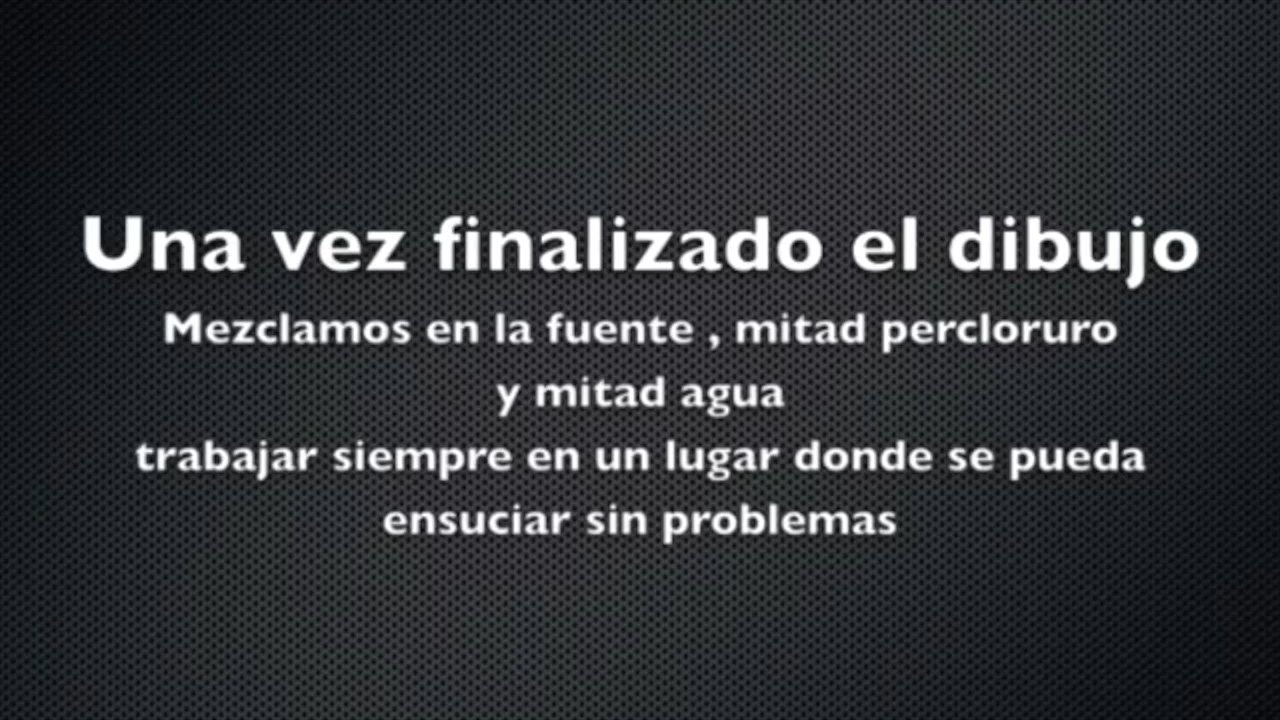 Una vez finalizado el dibujo
Mezclamos en la fuente , mitad percloruro
y mitad agua
trabajar siempre en un lugar donde se pueda
ensuciar sin problemas